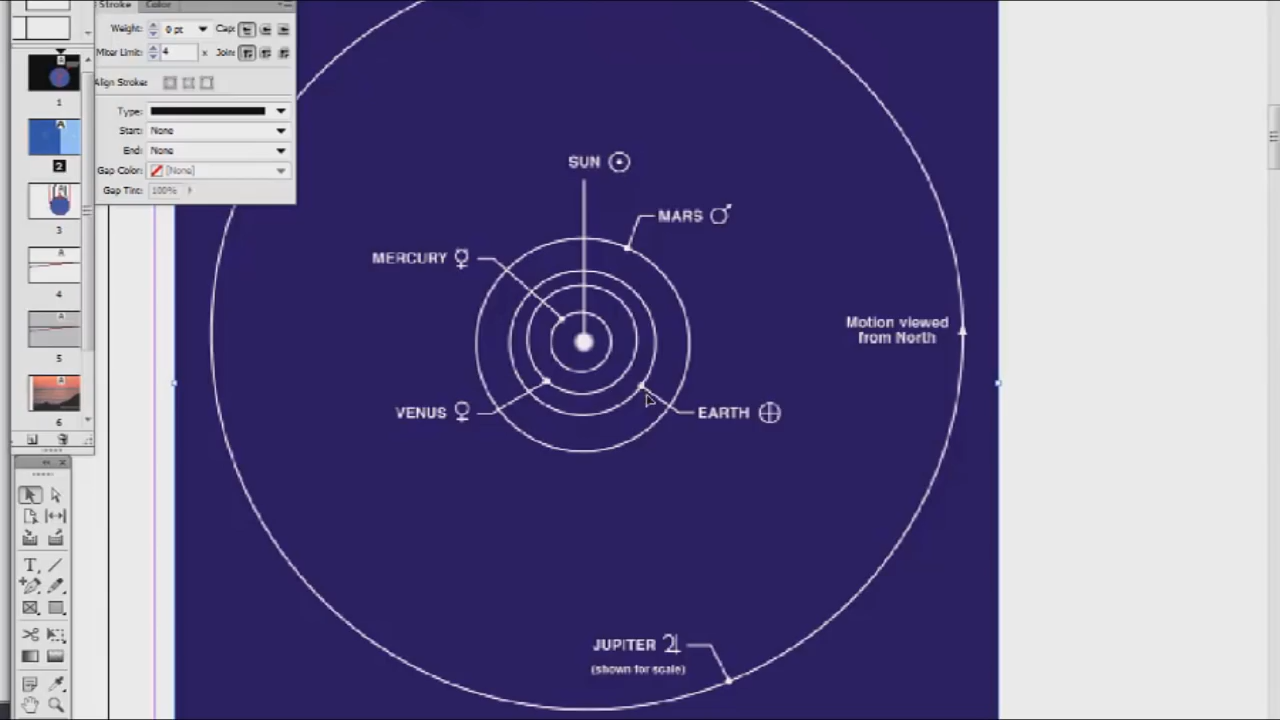 Stroke Color
Weight: 0 pt Cap:
Miter Limit: 4 x Join:
Align Stroke:
Type:
Start: None
End: None
Gap Color: [None]
Gap Tint: 100%
A
1
A
2
A
3
A
4
A
5
A
6
T
SUN ☉
MARS ♂
MERCURY ☿
Motion viewed
from North
VENUS ♀
EARTH ⊕
JUPITER ♃
(shown for scale)